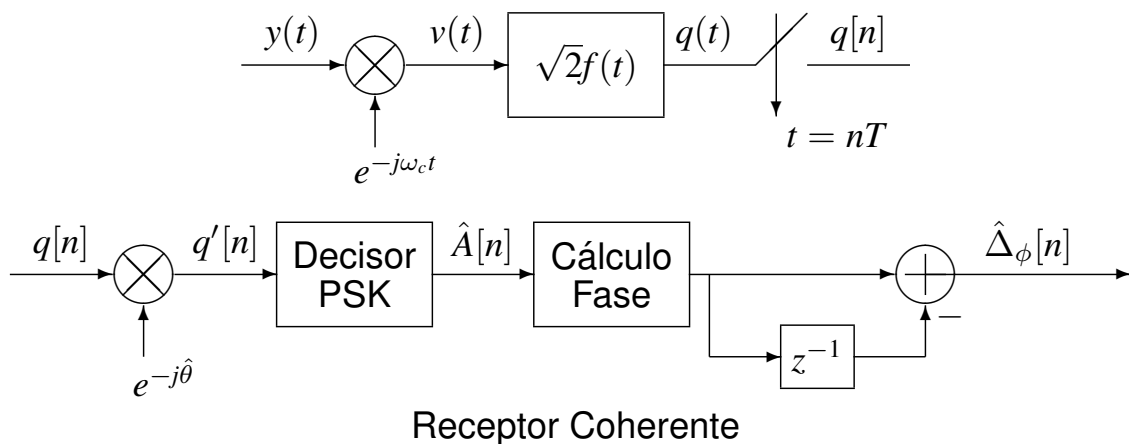 y(t) v(t) √2f(t) q(t) q[n]
t = nT
e^{-jω_c t}
q[n] q′[n] Decisor PSK Â[n] Cálculo Fase Δ̂_ϕ[n]
−
z^{-1}
e^{-jθ̂}
Receptor Coherente